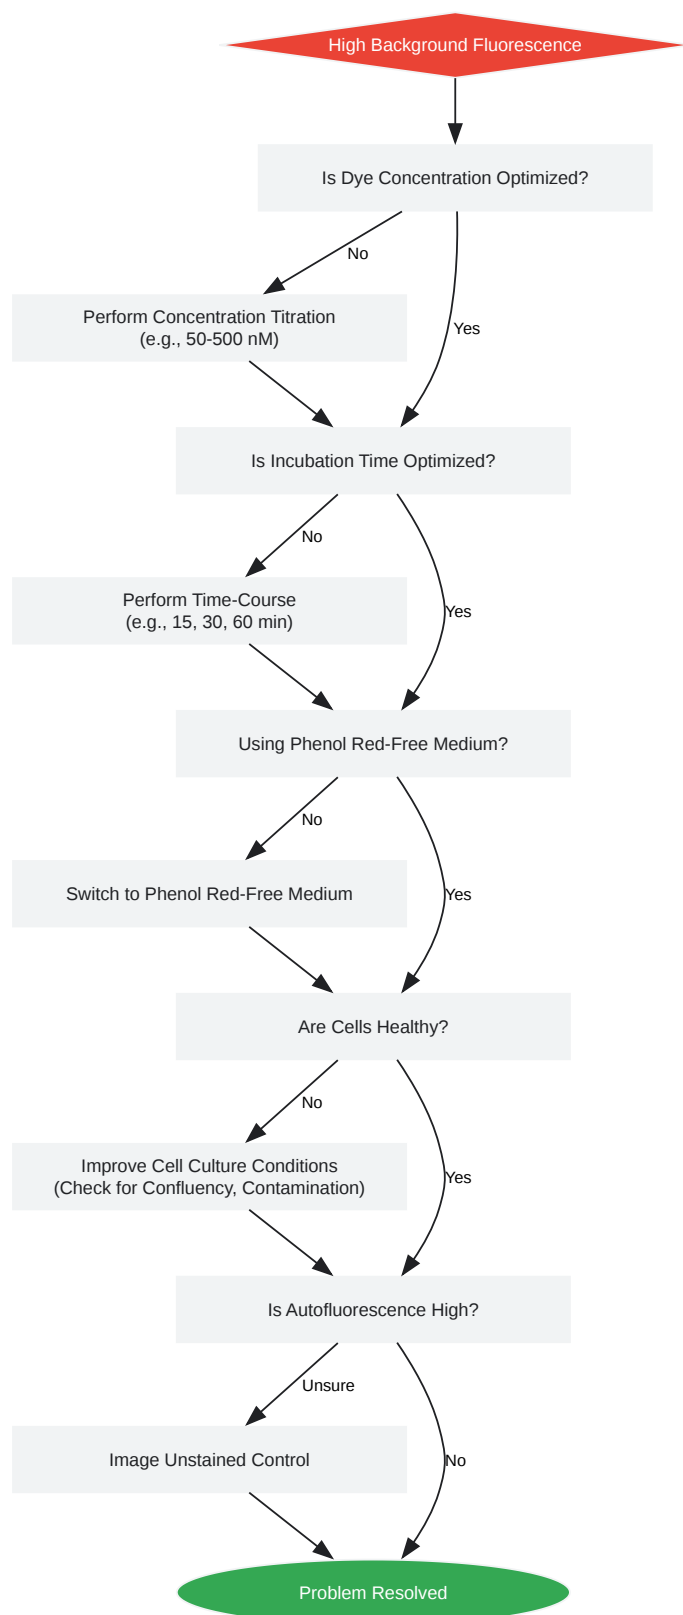 High Background Fluorescence
Is Dye Concentration Optimized?
No
Perform Concentration Titration
(e.g., 50-500 nM)
Yes
Is Incubation Time Optimized?
No
Perform Time-Course
(e.g., 15, 30, 60 min)
Yes
Using Phenol Red-Free Medium?
No
Switch to Phenol Red-Free Medium
Yes
Are Cells Healthy?
No
Improve Cell Culture Conditions
(Check for Confluency, Contamination)
Yes
Is Autofluorescence High?
Unsure
Image Unstained Control
No
Problem Resolved